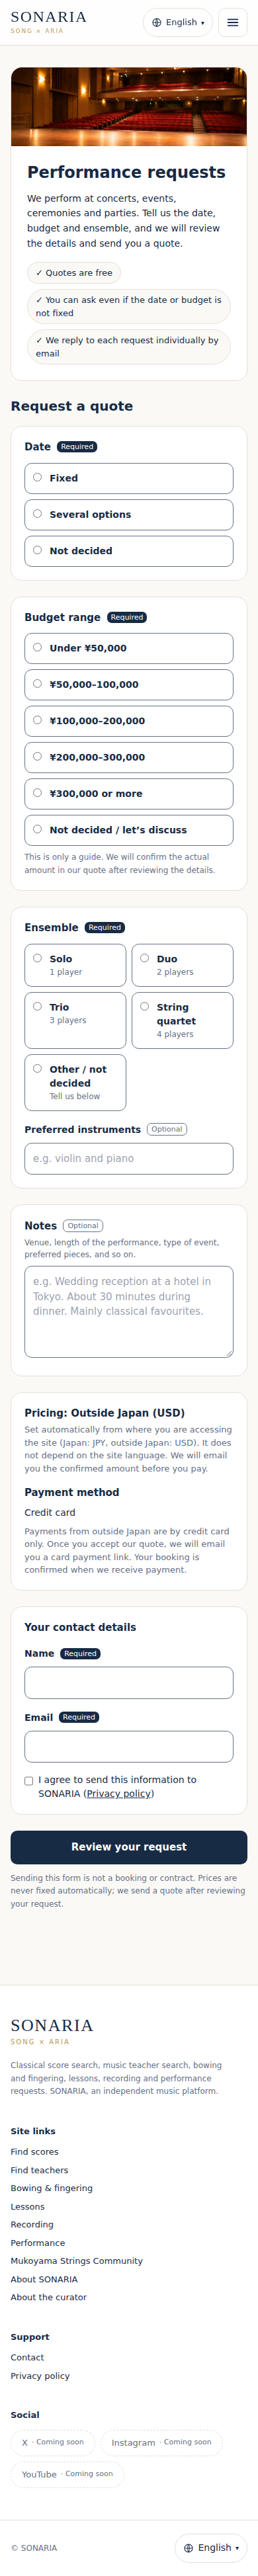 SONARIA
SONG × ARIA
English ▾
Performance requests
We perform at concerts, events,
ceremonies and parties. Tell us the date,
budget and ensemble, and we will review
the details and send you a quote.
✓ Quotes are free
✓ You can ask even if the date or budget is
not fixed
✓ We reply to each request individually by
email
Request a quote
Date Required
Fixed
Several options
Not decided
Budget range Required
Under ¥50,000
¥50,000–100,000
¥100,000–200,000
¥200,000–300,000
¥300,000 or more
Not decided / let’s discuss
This is only a guide. We will confirm the actual
amount in our quote after reviewing the details.
Ensemble Required
Solo
1 player
Duo
2 players
Trio
3 players
String
quartet
4 players
Other / not
decided
Tell us below
Preferred instruments Optional
e.g. violin and piano
Notes Optional
Venue, length of the performance, type of event,
preferred pieces, and so on.
e.g. Wedding reception at a hotel in
Tokyo. About 30 minutes during
dinner. Mainly classical favourites.
Pricing: Outside Japan (USD)
Set automatically from where you are accessing
the site (Japan: JPY, outside Japan: USD). It does
not depend on the site language. We will email
you the confirmed amount before you pay.
Payment method
Credit card
Payments from outside Japan are by credit card
only. Once you accept our quote, we will email
you a card payment link. Your booking is
confirmed when we receive payment.
Your contact details
Name Required
Email Required
I agree to send this information to
SONARIA (Privacy policy)
Review your request
Sending this form is not a booking or contract. Prices are
never fixed automatically; we send a quote after reviewing
your request.
SONARIA
SONG × ARIA
Classical score search, music teacher search, bowing
and fingering, lessons, recording and performance
requests. SONARIA, an independent music platform.
Site links
Find scores
Find teachers
Bowing & fingering
Lessons
Recording
Performance
Mukoyama Strings Community
About SONARIA
About the curator
Support
Contact
Privacy policy
Social
X · Coming soon
Instagram · Coming soon
YouTube · Coming soon
© SONARIA
English ▾